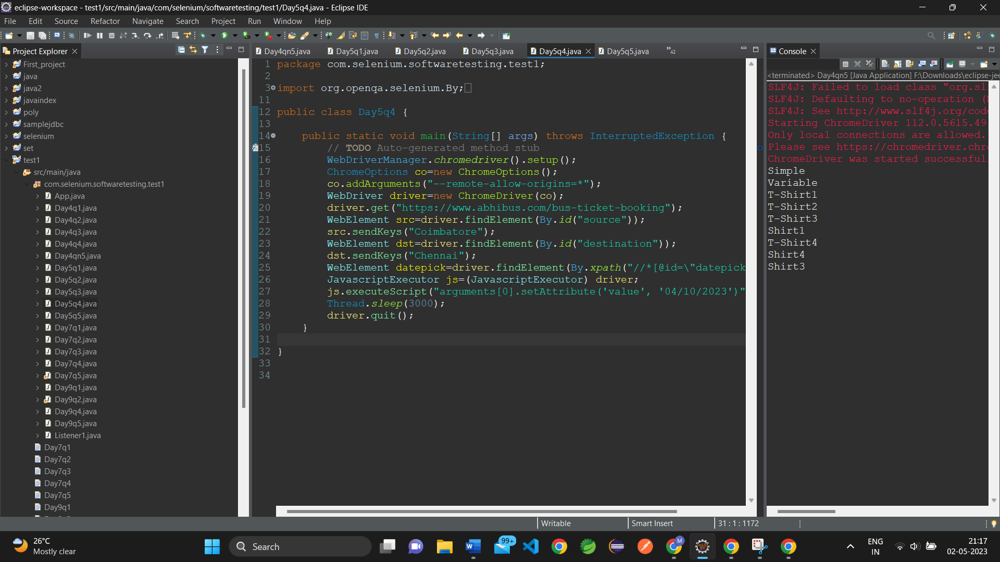 eclipse-workspace - test1/src/main/java/com/selenium/softwaretesting/test1/Day5q4.java - Eclipse IDE
File Edit Source Refactor Navigate Search Project Run Window Help
Project Explorer
First_project
java
java2
javaindex
poly
samplejdbc
selenium
set
test1
src/main/java
com.selenium.softwaretesting.test1
App.java
Day4q1.java
Day4q2.java
Day4q3.java
Day4q4.java
Day4qn5.java
Day5q1.java
Day5q2.java
Day5q3.java
Day5q4.java
Day5q5.java
Day7q1.java
Day7q2.java
Day7q3.java
Day7q4.java
Day7q5.java
Day9q1.java
Day9q2.java
Day9q4.java
Day9q5.java
Listener1.java
Day7q1
Day7q2
Day7q3
Day7q4
Day7q5
Day9q1
Day4qn5.java Day5q1.java Day5q2.java Day5q3.java Day5q4.java Day5q5.java »42
1 package com.selenium.softwaretesting.test1;
2
3 import org.openqa.selenium.By;
11
12 public class Day5q4 {
13
14 public static void main(String[] args) throws InterruptedException {
15 // TODO Auto-generated method stub
16 WebDriverManager.chromedriver().setup();
17 ChromeOptions co=new ChromeOptions();
18 co.addArguments("--remote-allow-origins=*");
19 WebDriver driver=new ChromeDriver(co);
20 driver.get("https://www.abhibus.com/bus-ticket-booking");
21 WebElement src=driver.findElement(By.id("source"));
22 src.sendKeys("Coimbatore");
23 WebElement dst=driver.findElement(By.id("destination"));
24 dst.sendKeys("Chennai");
25 WebElement datepick=driver.findElement(By.xpath("//*[@id=\"datepick
26 JavascriptExecutor js=(JavascriptExecutor) driver;
27 js.executeScript("arguments[0].setAttribute('value', '04/10/2023')"
28 Thread.sleep(3000);
29 driver.quit();
30 }
31
32 }
33
34
Console
<terminated> Day4qn5 [Java Application] F:\Downloads\eclipse-jee
SLF4J: Failed to load class "org.sl
SLF4J: Defaulting to no-operation (
SLF4J: See http://www.slf4j.org/cod
Starting ChromeDriver 112.0.5615.49
Only local connections are allowed.
Please see https://chromedriver.chr
ChromeDriver was started successful
Simple
Variable
T-Shirt1
T-Shirt2
T-Shirt3
Shirt1
T-Shirt4
Shirt4
Shirt3
Writable Smart Insert 31 : 1 : 1172
26°C
Mostly clear
Search
99+
M
ENG
IN
21:17
02-05-2023